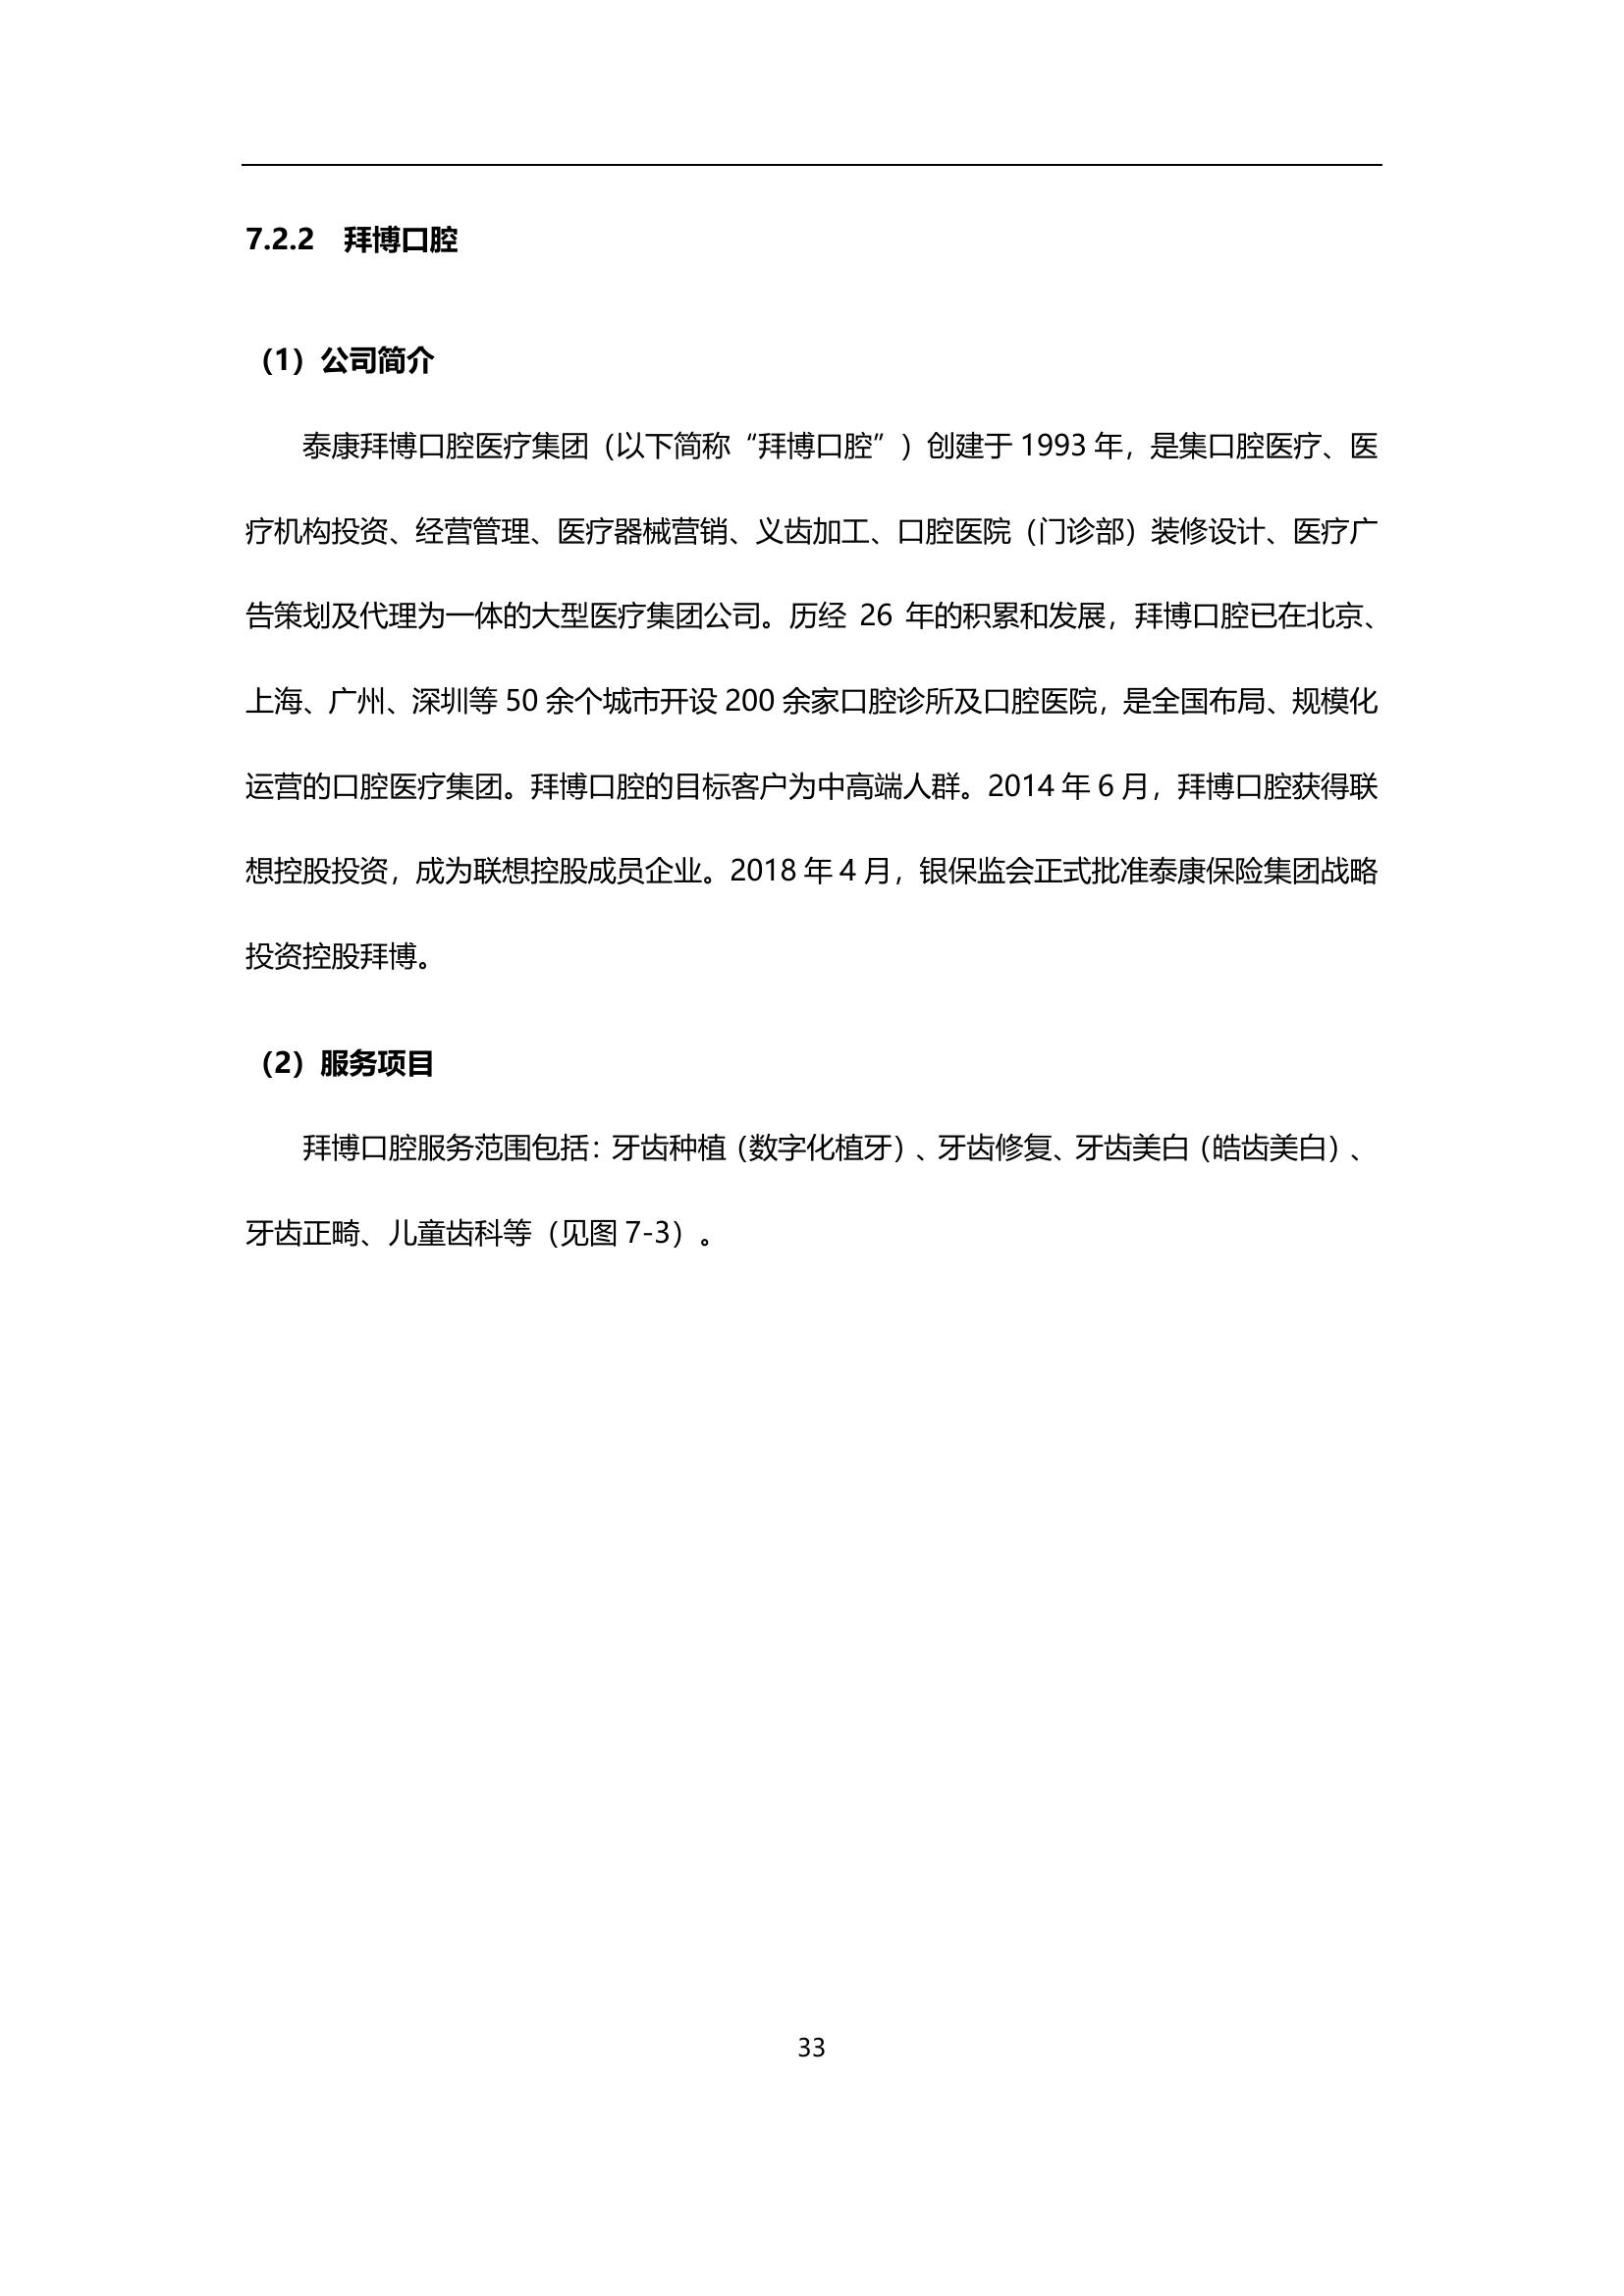 7.2.2 拜博口腔
（1）公司简介
泰康拜博口腔医疗集团（以下简称“拜博口腔”）创建于 1993 年，是集口腔医疗、医
疗机构投资、经营管理、医疗器械营销、义齿加工、口腔医院（门诊部）装修设计、医疗广
告策划及代理为一体的大型医疗集团公司。历经 26 年的积累和发展，拜博口腔已在北京、
上海、广州、深圳等 50 余个城市开设 200 余家口腔诊所及口腔医院，是全国布局、规模化
运营的口腔医疗集团。拜博口腔的目标客户为中高端人群。2014 年 6 月，拜博口腔获得联
想控股投资，成为联想控股成员企业。2018 年 4 月，银保监会正式批准泰康保险集团战略
投资控股拜博。
（2）服务项目
拜博口腔服务范围包括：牙齿种植（数字化植牙）、牙齿修复、牙齿美白（皓齿美白）、
牙齿正畸、儿童齿科等（见图 7-3）。
33